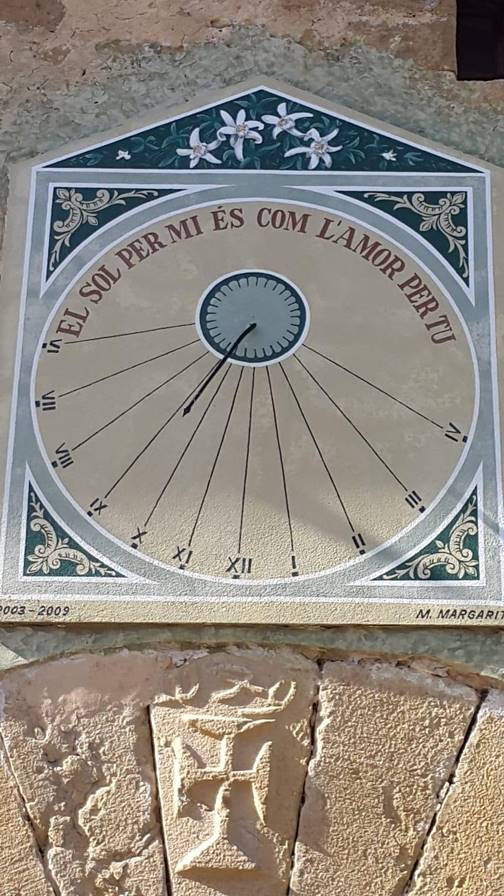 EL SOL PER MI ÉS COM L'AMOR PER TU
VI
VII
VIII
IX
X
XI
XII
I
II
III
IV
2003-2009
M. MARGARIT